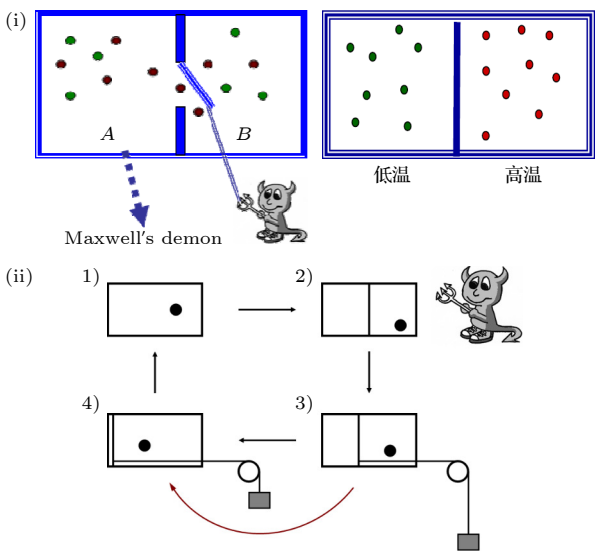 (i)
A
B
低温
高温
Maxwell's demon
(ii)
1)
2)
4)
3)